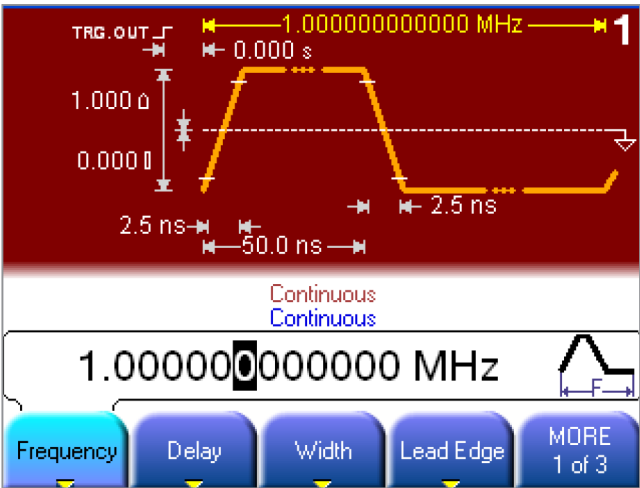 TRG.OUT
1.000000000000 MHz
1
0.000 s
1.000
0.000
2.5 ns
2.5 ns
50.0 ns
Continuous
Continuous
1.000000000000 MHz
F
Frequency
Delay
Width
Lead Edge
MORE
1 of 3